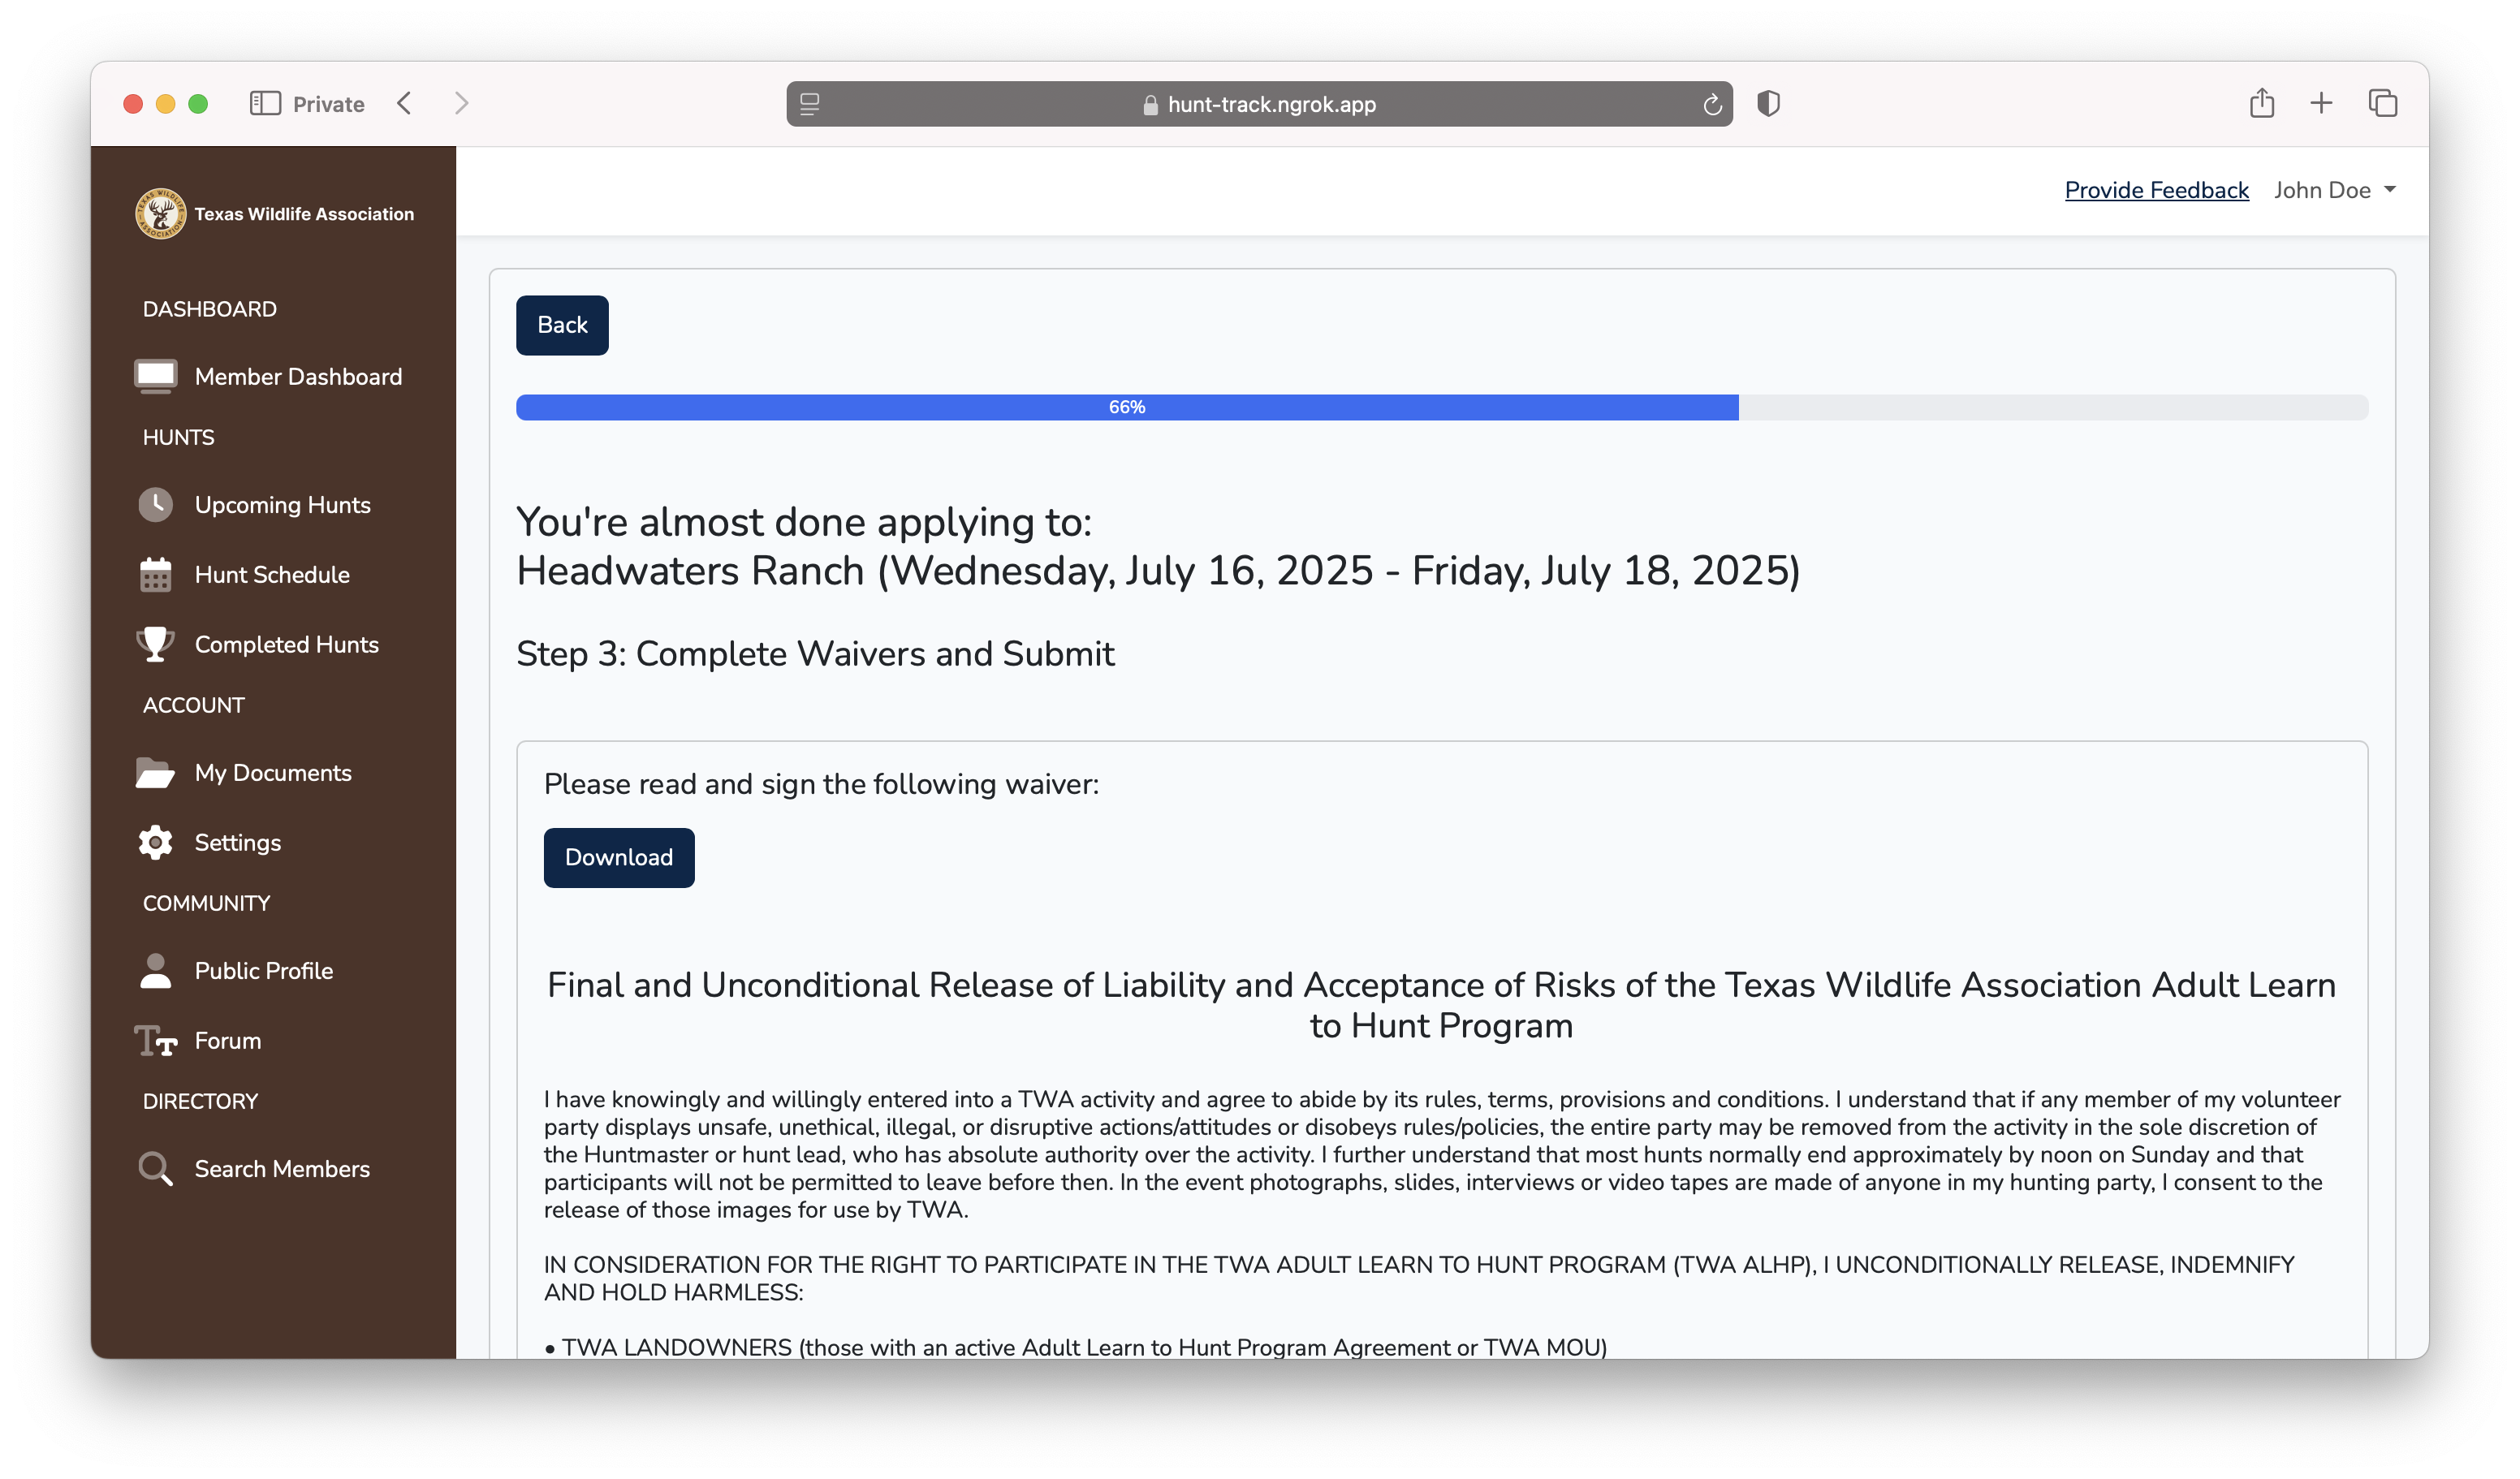 Private
hunt-track.ngrok.app
Texas Wildlife Association
Provide Feedback
John Doe
DASHBOARD
Member Dashboard
HUNTS
Upcoming Hunts
Hunt Schedule
Completed Hunts
ACCOUNT
My Documents
Settings
COMMUNITY
Public Profile
Forum
DIRECTORY
Search Members
Back
66%
You're almost done applying to:
Headwaters Ranch (Wednesday, July 16, 2025 - Friday, July 18, 2025)
Step 3: Complete Waivers and Submit
Please read and sign the following waiver:
Download
Final and Unconditional Release of Liability and Acceptance of Risks of the Texas Wildlife Association Adult Learn
to Hunt Program
I have knowingly and willingly entered into a TWA activity and agree to abide by its rules, terms, provisions and conditions. I understand that if any member of my volunteer
party displays unsafe, unethical, illegal, or disruptive actions/attitudes or disobeys rules/policies, the entire party may be removed from the activity in the sole discretion of
the Huntmaster or hunt lead, who has absolute authority over the activity. I further understand that most hunts normally end approximately by noon on Sunday and that
participants will not be permitted to leave before then. In the event photographs, slides, interviews or video tapes are made of anyone in my hunting party, I consent to the
release of those images for use by TWA.
IN CONSIDERATION FOR THE RIGHT TO PARTICIPATE IN THE TWA ADULT LEARN TO HUNT PROGRAM (TWA ALHP), I UNCONDITIONALLY RELEASE, INDEMNIFY
AND HOLD HARMLESS:
• TWA LANDOWNERS (those with an active Adult Learn to Hunt Program Agreement or TWA MOU)